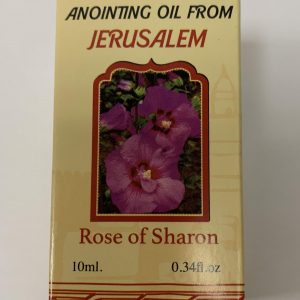 ANOINTING OIL FROM
JERUSALEM
Rose of Sharon
10ml. 0.34fl.oz